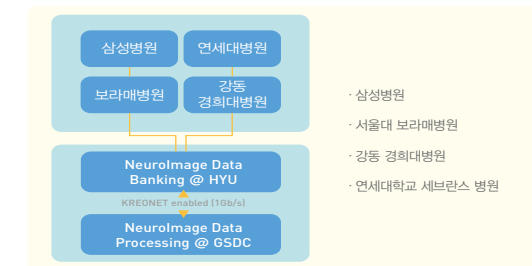 삼성병원
연세대병원
보라매병원
강동
경희대병원
NeuroImage Data
Banking @ HYU
KREONET enabled (1Gb/s)
NeuroImage Data
Processing @ GSDC
· 삼성병원
· 서울대 보라매병원
· 강동 경희대병원
· 연세대학교 세브란스 병원